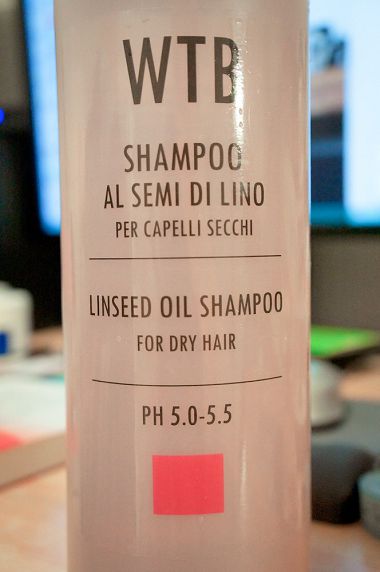 WTB
SHAMPOO
AL SEMI DI LINO
PER CAPELLI SECCHI
LINSEED OIL SHAMPOO
FOR DRY HAIR
PH 5.0-5.5